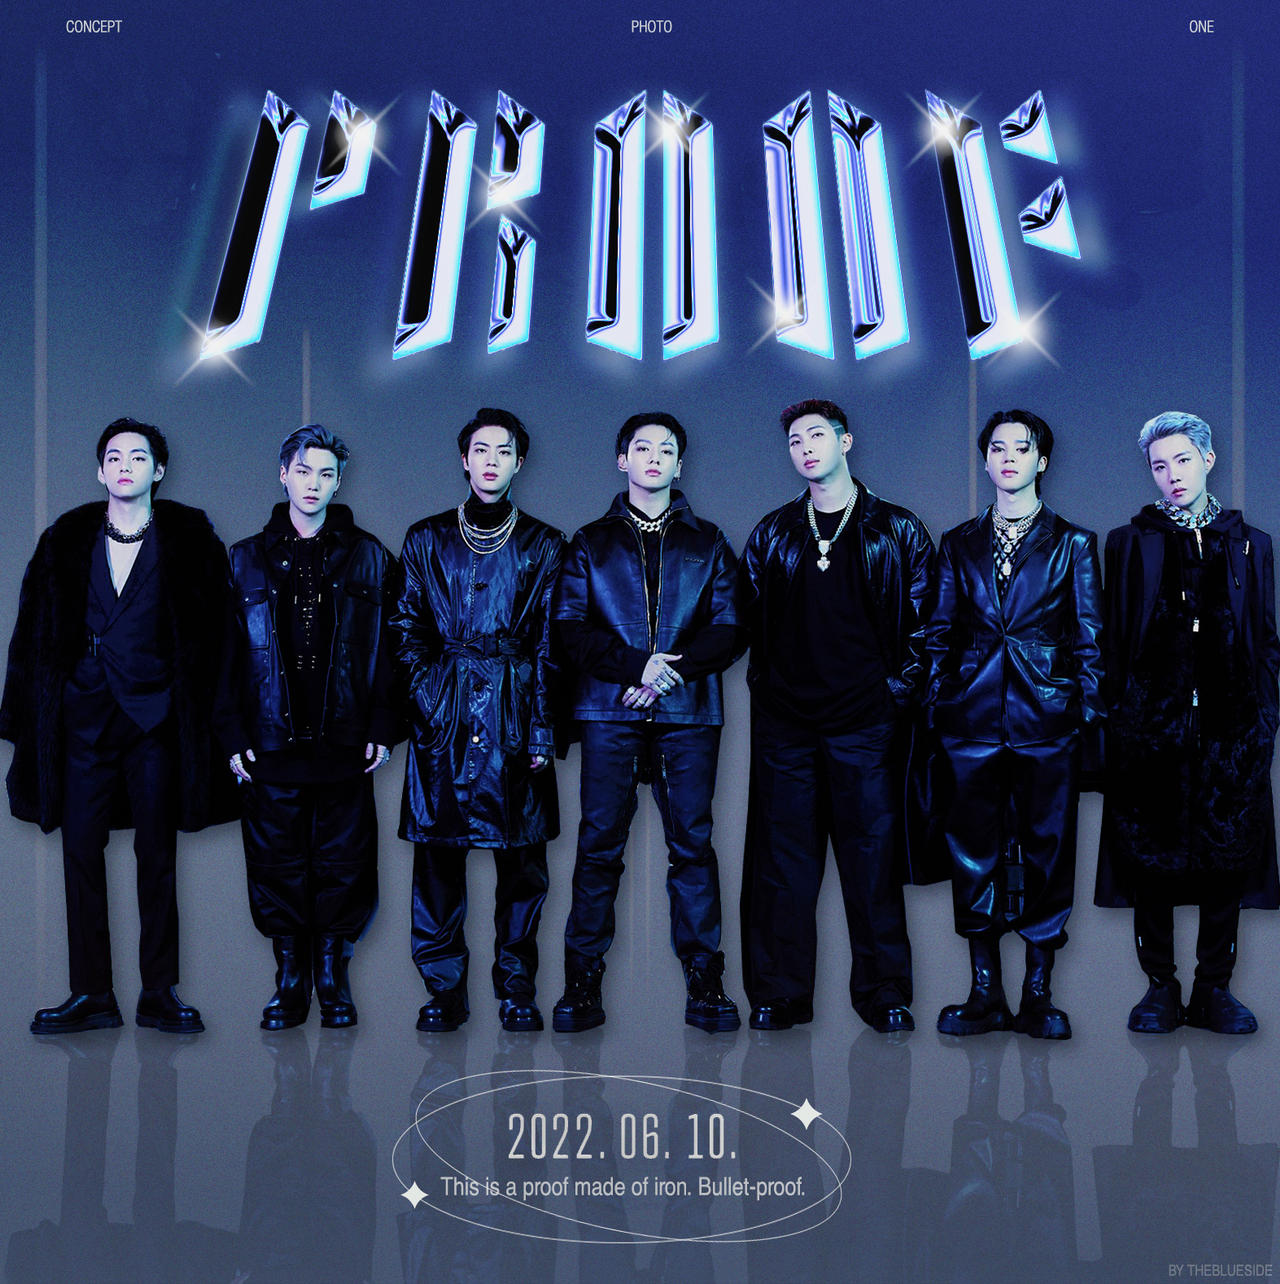 CONCEPT PHOTO ONE
PROOF
2022. 06. 10.
This is a proof made of iron. Bullet-proof.
BY THEBLUESIDE